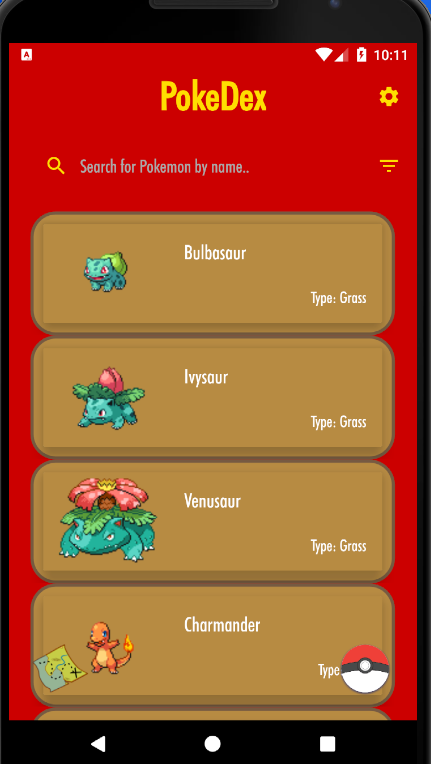 A
10:11
PokeDex
Search for Pokemon by name..
Bulbasaur
Type: Grass
Ivysaur
Type: Grass
Venusaur
Type: Grass
Charmander
Type